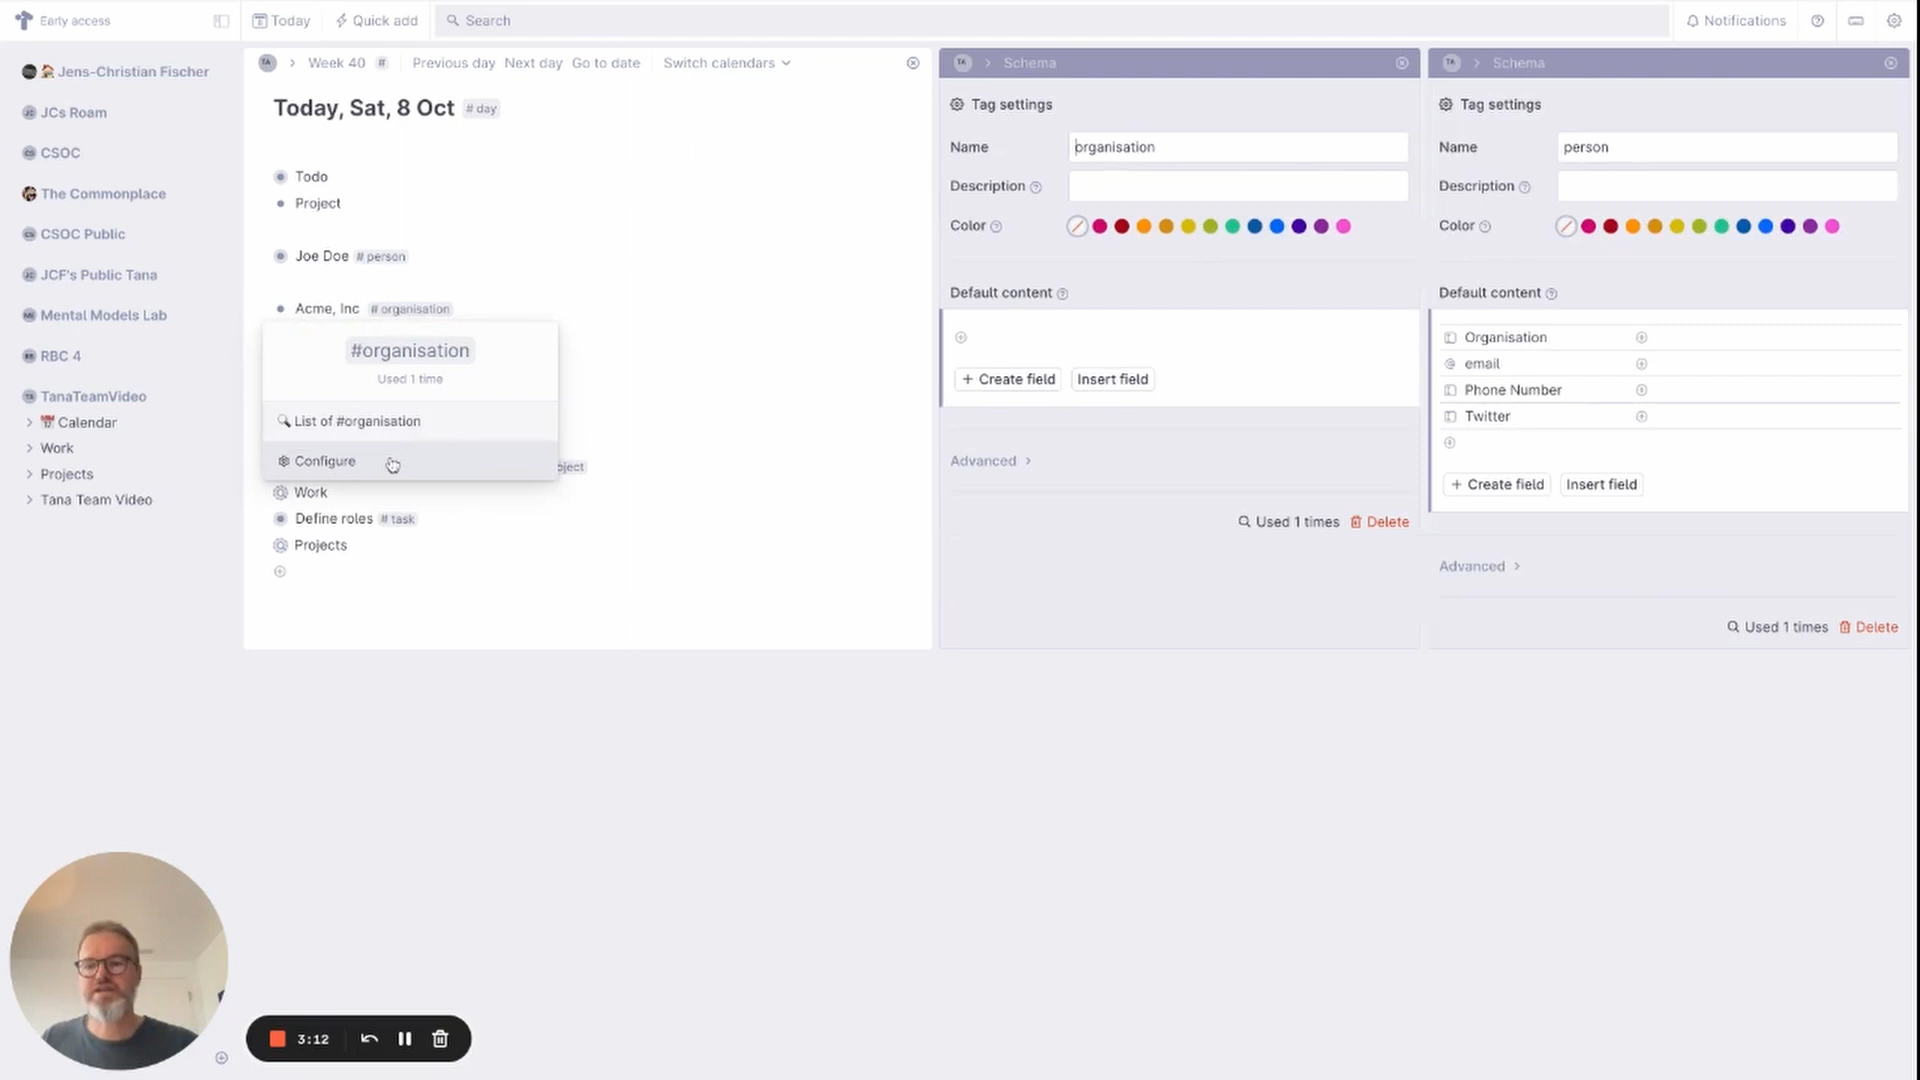 Early access
Today
Quick add
Search
Notifications
Jens-Christian Fischer
JCs Roam
CSOC
The Commonplace
CSOC Public
JCF's Public Tana
Mental Models Lab
RBC 4
TanaTeamVideo
Calendar
Work
Projects
Tana Team Video
TA > Week 40 # Previous day Next day Go to date Switch calendars
Today, Sat, 8 Oct # day
Todo
Project
Joe Doe # person
Acme, Inc # organisation
#organisation
Used 1 time
List of #organisation
Configure
oject
Work
Define roles # task
Projects
TA > Schema
Tag settings
Name organisation
Description
Color
Default content
+ Create field Insert field
Advanced >
Used 1 times Delete
TA > Schema
Tag settings
Name person
Description
Color
Default content
Organisation
email
Phone Number
Twitter
+ Create field Insert field
Advanced >
Used 1 times Delete
3:12